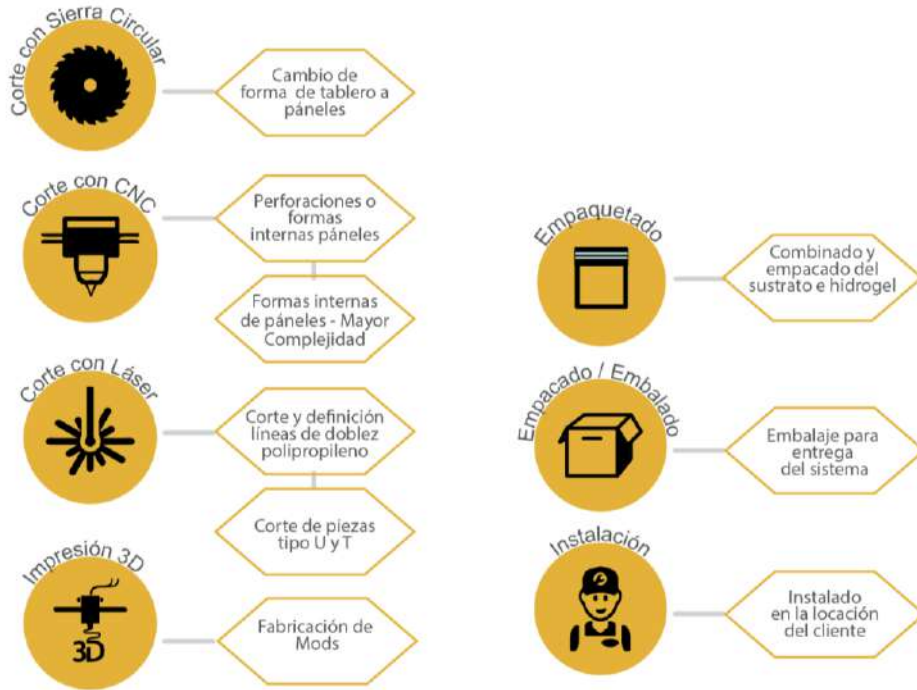 Corte con Sierra Circular
Cambio de
forma de tablero a
páneles
Corte con CNC
Perforaciones o
formas
internas páneles
Formas internas
de páneles - Mayor
Complejidad
Corte con Láser
Corte y definición
líneas de doblez
polipropileno
Corte de piezas
tipo U y T
Impresión 3D
3D
Fabricación de
Mods
Empaquetado
Combinado y
empacado del
sustrato e hidrogel
Empacado / Embalado
Embalaje para
entrega
del sistema
Instalación
Instalado
en la locación
del cliente